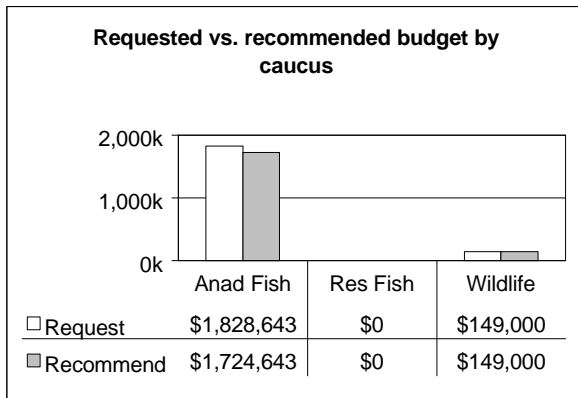 Requested vs. recommended budget by
caucus
2,000k
1,000k
0k
Anad Fish Res Fish Wildlife
Request $1,828,643 $0 $149,000
Recommend $1,724,643 $0 $149,000